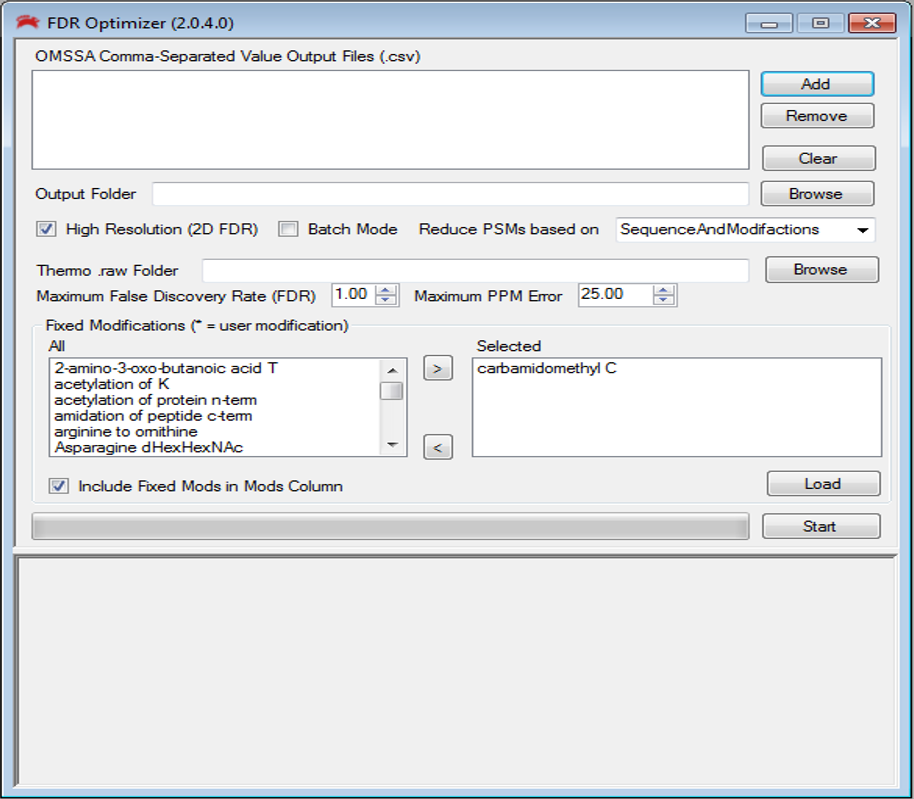 FDR Optimizer (2.0.4.0)
OMSSA Comma-Separated Value Output Files (.csv)
Add
Remove
Clear
Output Folder
Browse
High Resolution (2D FDR) Batch Mode Reduce PSMs based on SequenceAndModifactions
Thermo .raw Folder
Browse
Maximum False Discovery Rate (FDR) 1.00 Maximum PPM Error 25.00
Fixed Modifications (* = user modification)
All
2-amino-3-oxo-butanoic acid T
acetylation of K
acetylation of protein n-term
amidation of peptide c-term
arginine to ornithine
Asparagine dHexHexNAc
>
<
Selected
carbamidomethyl C
Include Fixed Mods in Mods Column
Load
Start